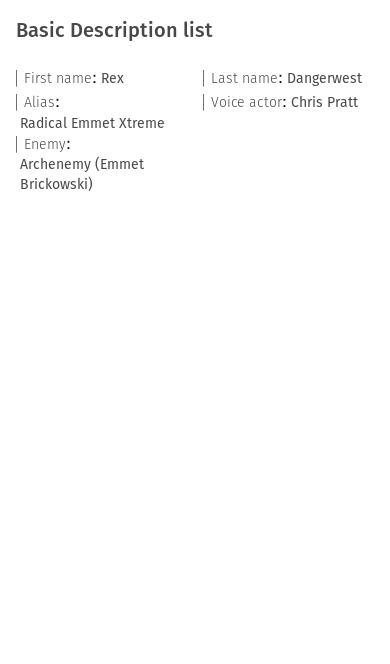 Basic Description list
First name: Rex
Last name: Dangerwest
Alias:
Radical Emmet Xtreme
Voice actor: Chris Pratt
Enemy:
Archenemy (Emmet
Brickowski)